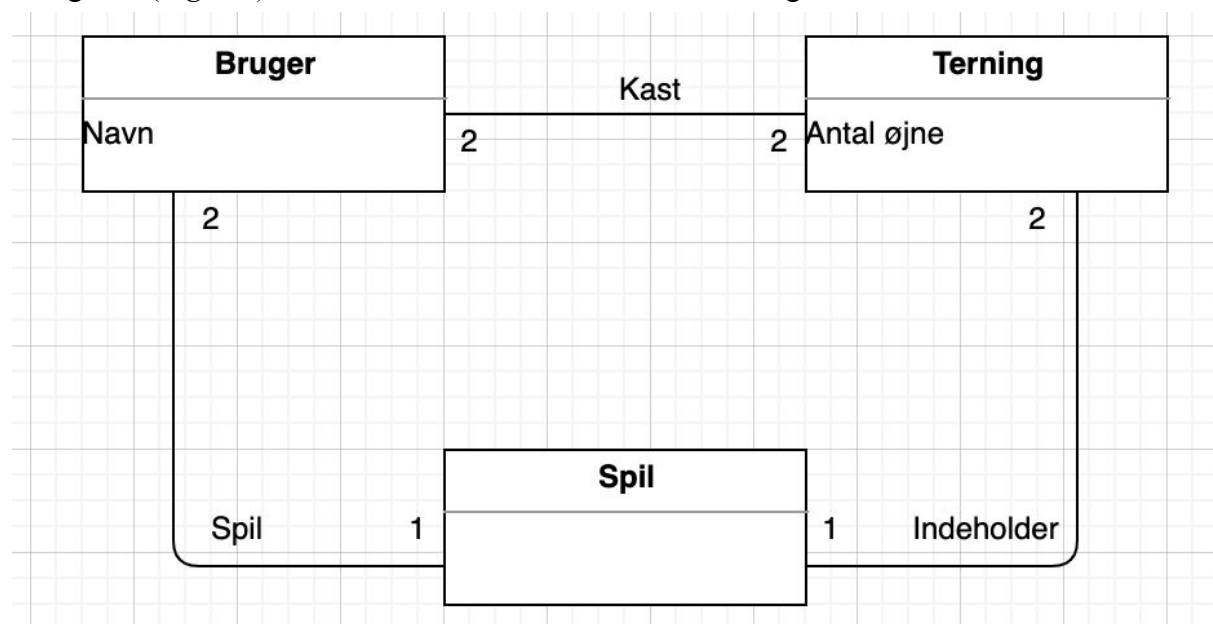 Bruger
Terning
Kast
Navn
2
2
Antal øjne
2
2
Spil
Spil
1
1
Indeholder